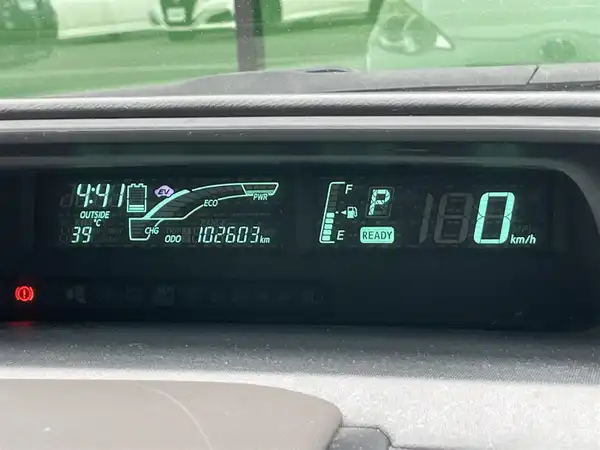 4:41
EV
OUTSIDE
°C
39
ECO
PWR
CHG
ODO 102603 km
F
E
P
READY
0 km/h